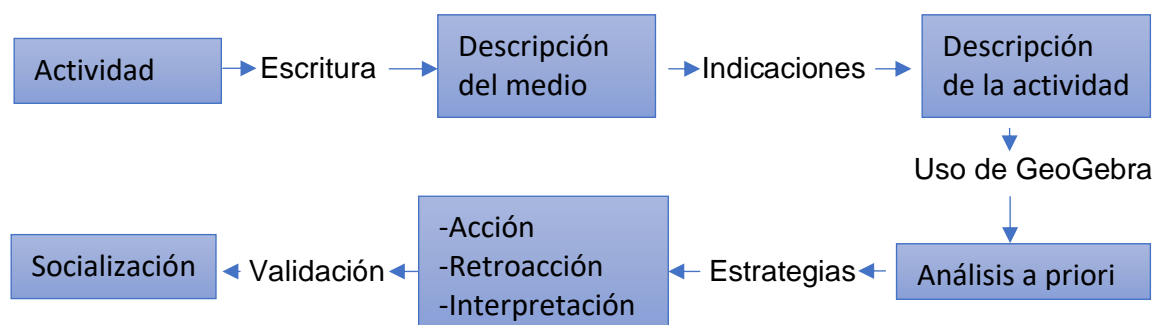 Actividad
Escritura
Descripción
del medio
Indicaciones
Descripción
de la actividad
Uso de GeoGebra
Análisis a priori
Estrategias
-Acción
-Retroacción
-Interpretación
Validación
Socialización